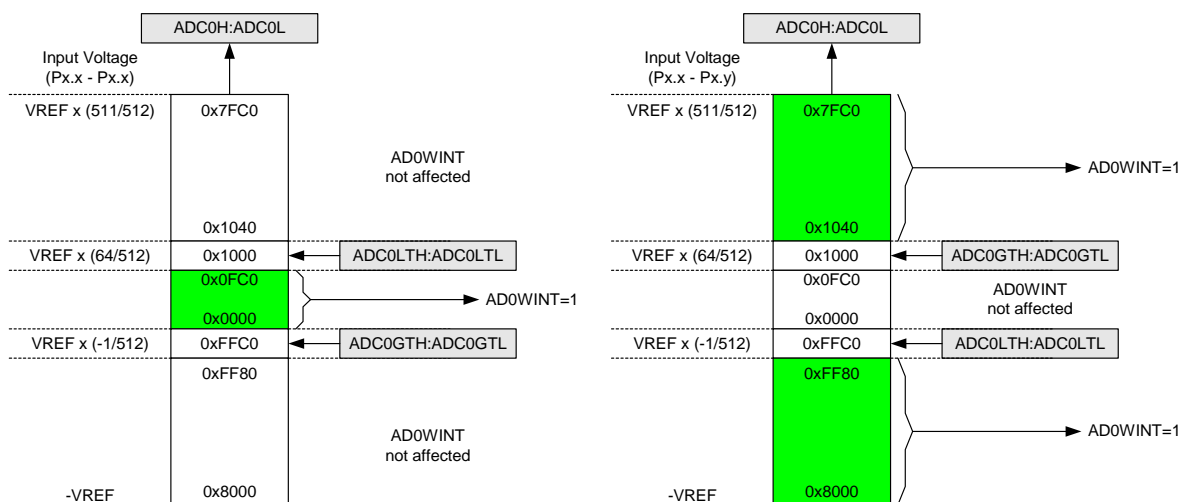 ADC0H:ADC0L
Input Voltage
(Px.x - Px.x)
VREF x (511/512)
0x7FC0
AD0WINT
not affected
0x1040
VREF x (64/512)
0x1000
ADC0LTH:ADC0LTL
0x0FC0
AD0WINT=1
0x0000
VREF x (-1/512)
0xFFC0
ADC0GTH:ADC0GTL
0xFF80
AD0WINT
not affected
-VREF
0x8000
ADC0H:ADC0L
Input Voltage
(Px.x - Px.y)
VREF x (511/512)
0x7FC0
AD0WINT=1
0x1040
VREF x (64/512)
0x1000
ADC0GTH:ADC0GTL
0x0FC0
AD0WINT
not affected
0x0000
VREF x (-1/512)
0xFFC0
ADC0LTH:ADC0LTL
0xFF80
AD0WINT=1
-VREF
0x8000